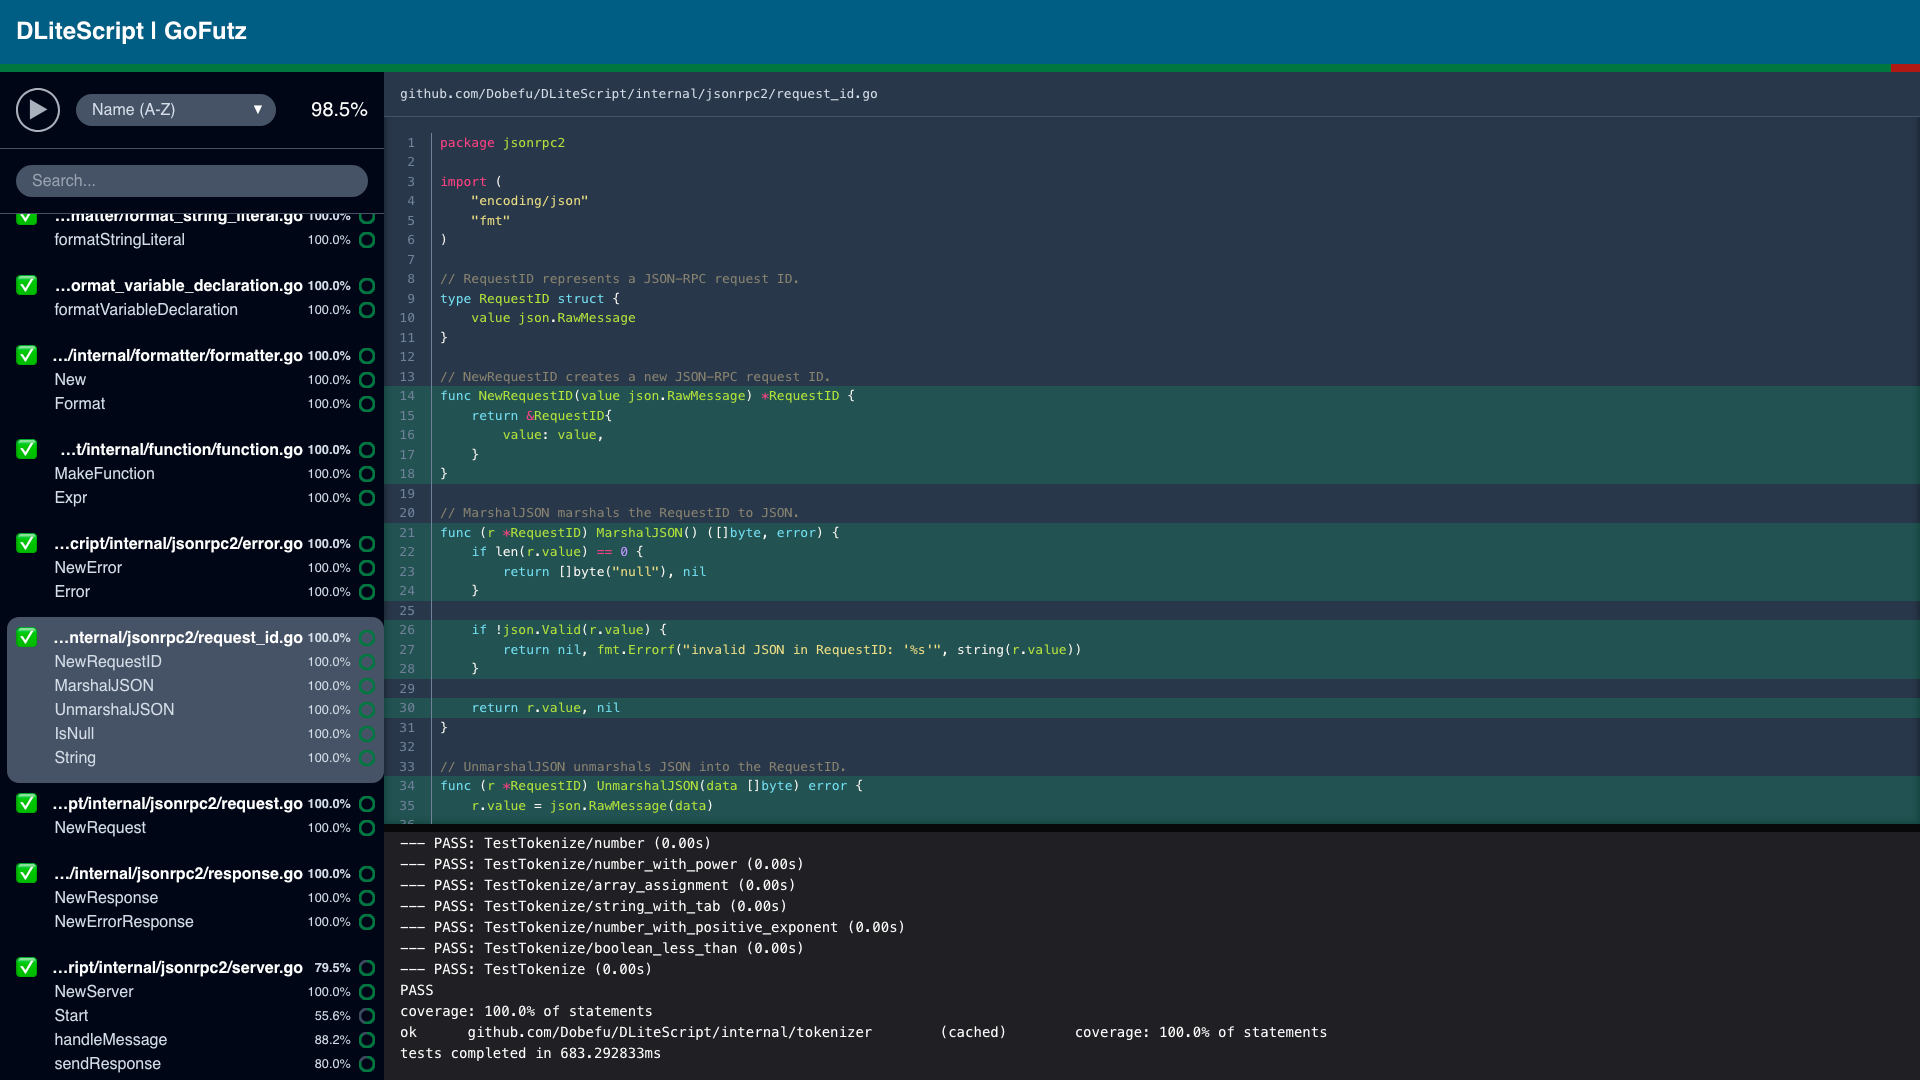 DLiteScript | GoFutz
Name (A-Z) ▼
98.5%
Search...
...matter/format_string_literal.go 100.0%
formatStringLiteral 100.0%
...ormat_variable_declaration.go 100.0%
formatVariableDeclaration 100.0%
.../internal/formatter/formatter.go 100.0%
New 100.0%
Format 100.0%
...t/internal/function/function.go 100.0%
MakeFunction 100.0%
Expr 100.0%
...cript/internal/jsonrpc2/error.go 100.0%
NewError 100.0%
Error 100.0%
...nternal/jsonrpc2/request_id.go 100.0%
NewRequestID 100.0%
MarshalJSON 100.0%
UnmarshalJSON 100.0%
IsNull 100.0%
String 100.0%
...pt/internal/jsonrpc2/request.go 100.0%
NewRequest 100.0%
.../internal/jsonrpc2/response.go 100.0%
NewResponse 100.0%
NewErrorResponse 100.0%
...ript/internal/jsonrpc2/server.go 79.5%
NewServer 100.0%
Start 55.6%
handleMessage 88.2%
sendResponse 80.0%
github.com/Dobefu/DLiteScript/internal/jsonrpc2/request_id.go
1 package jsonrpc2
2
3 import (
4     "encoding/json"
5     "fmt"
6 )
7
8 // RequestID represents a JSON-RPC request ID.
9 type RequestID struct {
10     value json.RawMessage
11 }
12
13 // NewRequestID creates a new JSON-RPC request ID.
14 func NewRequestID(value json.RawMessage) *RequestID {
15     return &RequestID{
16         value: value,
17     }
18 }
19
20 // MarshalJSON marshals the RequestID to JSON.
21 func (r *RequestID) MarshalJSON() ([]byte, error) {
22     if len(r.value) == 0 {
23         return []byte("null"), nil
24     }
25
26     if !json.Valid(r.value) {
27         return nil, fmt.Errorf("invalid JSON in RequestID: '%s'", string(r.value))
28     }
29
30     return r.value, nil
31 }
32
33 // UnmarshalJSON unmarshals JSON into the RequestID.
34 func (r *RequestID) UnmarshalJSON(data []byte) error {
35     r.value = json.RawMessage(data)
36
--- PASS: TestTokenize/number (0.00s)
--- PASS: TestTokenize/number_with_power (0.00s)
--- PASS: TestTokenize/array_assignment (0.00s)
--- PASS: TestTokenize/string_with_tab (0.00s)
--- PASS: TestTokenize/number_with_positive_exponent (0.00s)
--- PASS: TestTokenize/boolean_less_than (0.00s)
--- PASS: TestTokenize (0.00s)
PASS
coverage: 100.0% of statements
ok github.com/Dobefu/DLiteScript/internal/tokenizer (cached) coverage: 100.0% of statements
tests completed in 683.292833ms